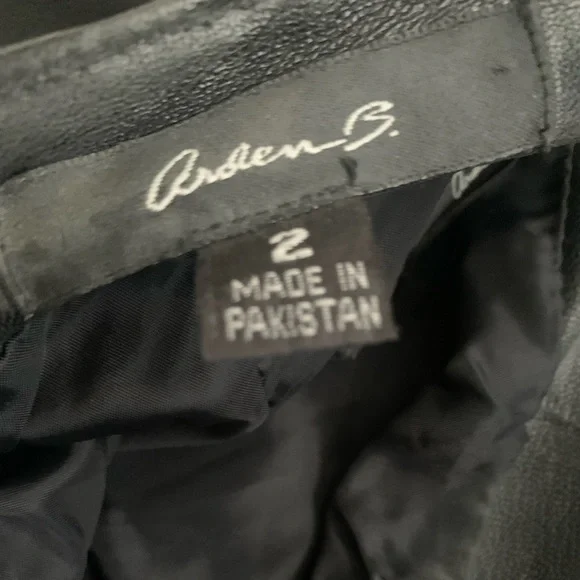 Arden B.
2
MADE IN
PAKISTAN